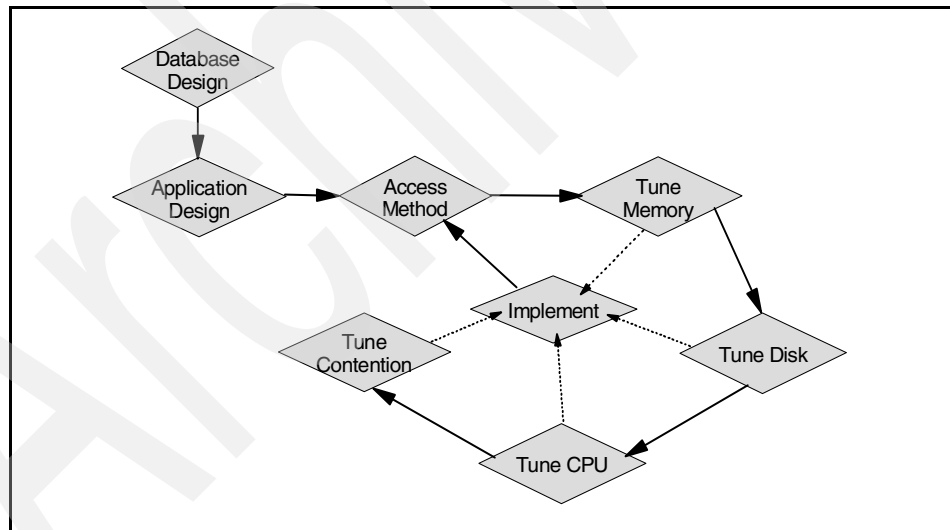 Database
Design
Application
Design
Access
Method
Tune
Memory
Implement
Tune
Contention
Tune Disk
Tune CPU